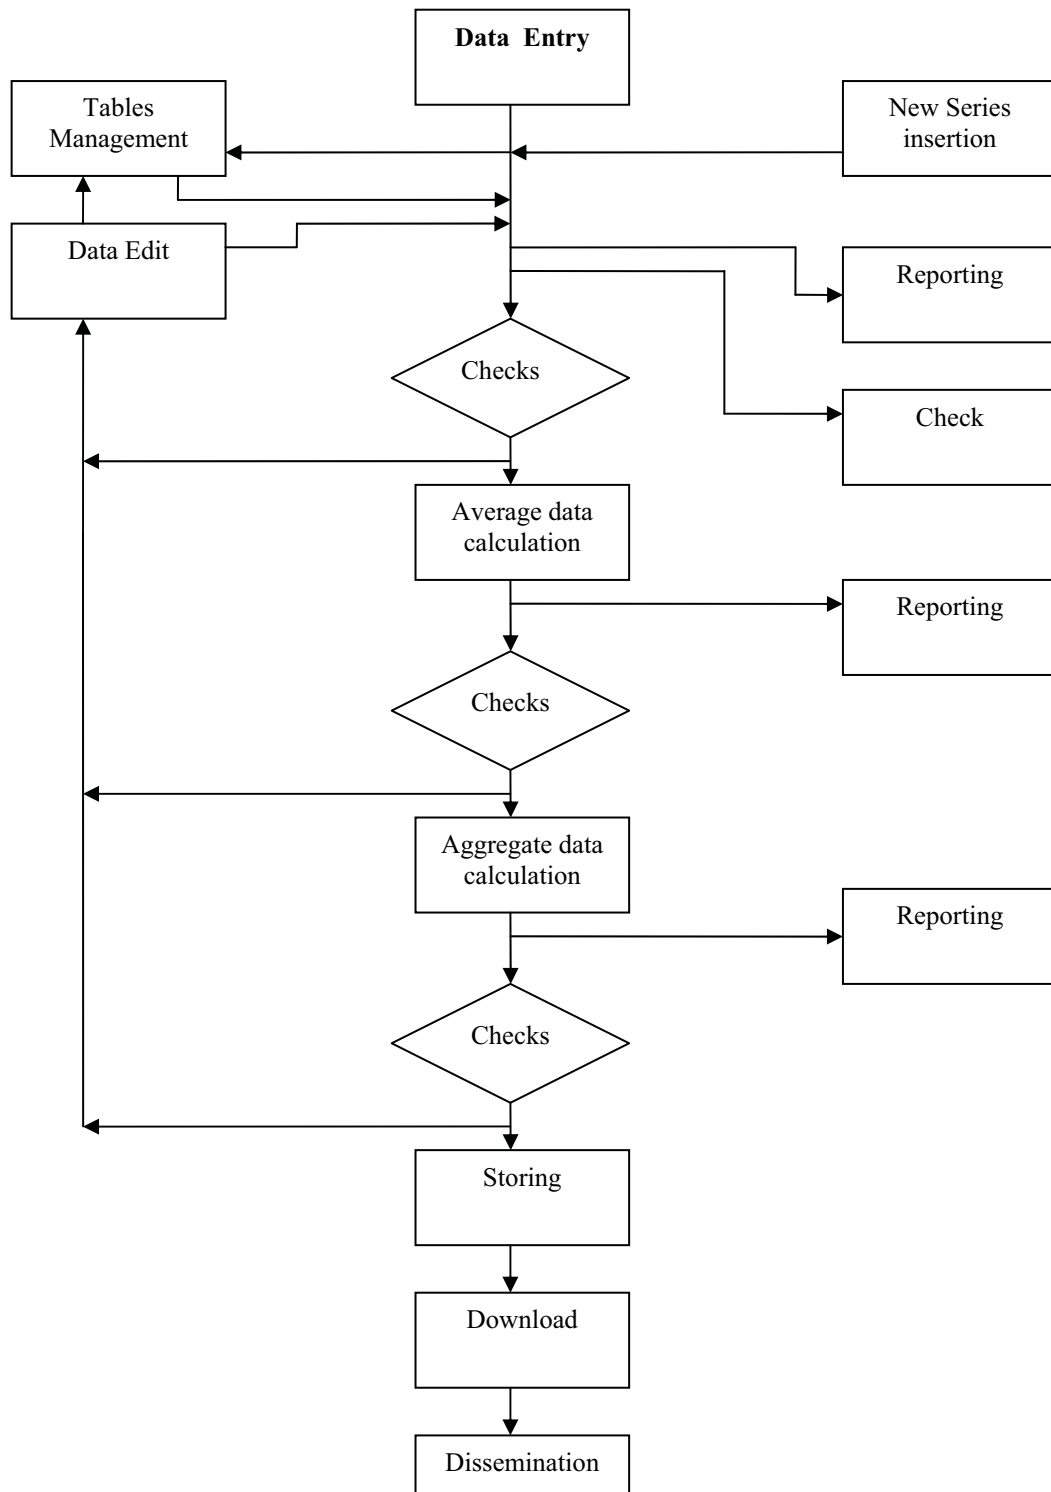 Data Entry
Tables
Management
New Series
insertion
Data Edit
Reporting
Checks
Check
Average data
calculation
Reporting
Checks
Aggregate data
calculation
Reporting
Checks
Storing
Download
Dissemination